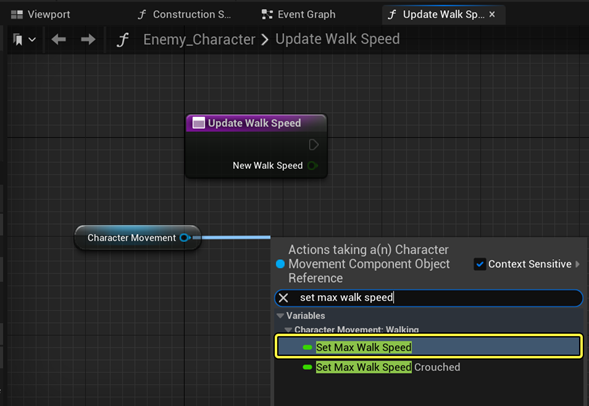 Viewport
Construction S...
Event Graph
Update Walk Sp...
Enemy_Character > Update Walk Speed
Update Walk Speed
New Walk Speed
Character Movement
Actions taking a(n) Character
Movement Component Object
Reference
Context Sensitive
set max walk speed
Variables
Character Movement: Walking
Set Max Walk Speed
Set Max Walk Speed Crouched